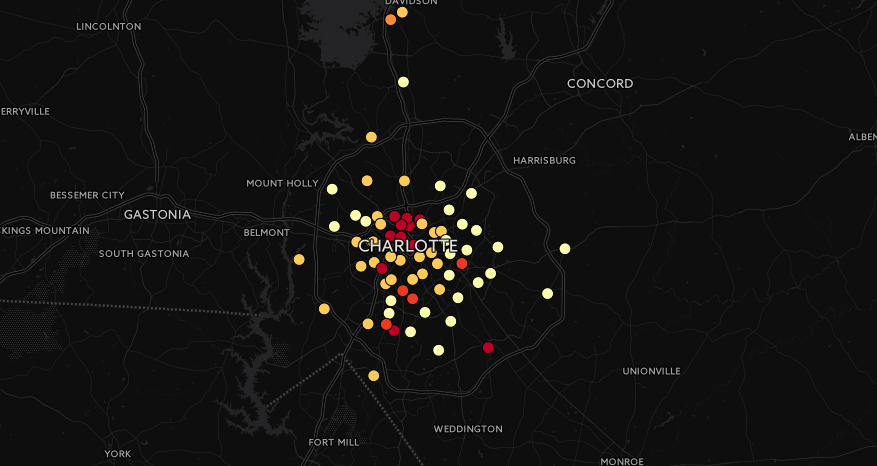 DAVIDSON
LINCOLNTON
CONCORD
ERRYVILLE
ALBEM
HARRISBURG
MOUNT HOLLY
BESSEMER CITY
GASTONIA
KINGS MOUNTAIN
BELMONT
CHARLOTTE
SOUTH GASTONIA
UNIONVILLE
WEDDINGTON
FORT MILL
YORK
MONROE